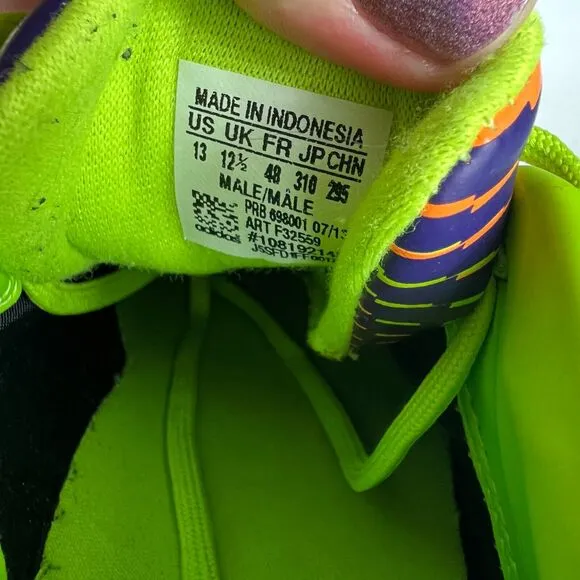 MADE IN INDONESIA
US UK FR JP CHN
13 12½ 48 310 295
MALE/MÂLE
PRB 698001 07/13
ART F32559
adidas